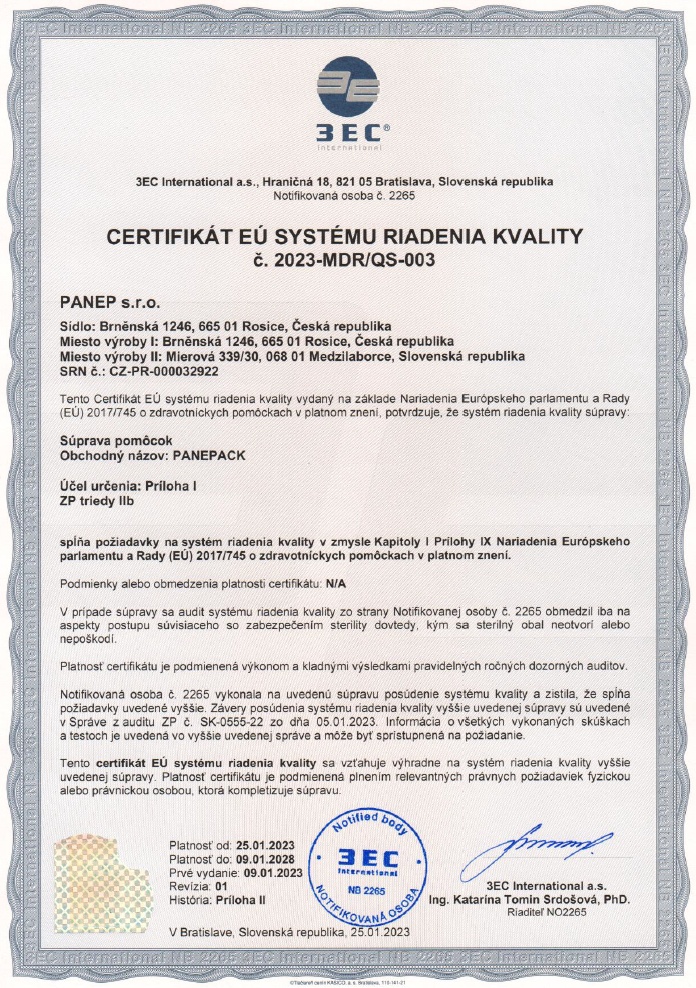 3EC®
International
3EC International a.s., Hraničná 18, 821 05 Bratislava, Slovenská republika
Notifikovaná osoba č. 2265
CERTIFIKÁT EÚ SYSTÉMU RIADENIA KVALITY
č. 2023-MDR/QS-003
PANEP s.r.o.
Sídlo: Brněnská 1246, 665 01 Rosice, Česká republika
Miesto výroby I: Brněnská 1246, 665 01 Rosice, Česká republika
Miesto výroby II: Mierová 339/30, 068 01 Medzilaborce, Slovenská republika
SRN č.: CZ-PR-000032922
Tento Certifikát EÚ systému riadenia kvality vydaný na základe Nariadenia Európskeho parlamentu a Rady
(EÚ) 2017/745 o zdravotníckych pomôckach v platnom znení, potvrdzuje, že systém riadenia kvality súpravy:
Súprava pomôcok
Obchodný názov: PANEPACK
Účel určenia: Príloha I
ZP triedy IIb
spĺňa požiadavky na systém riadenia kvality v zmysle Kapitoly I Prílohy IX Nariadenia Európskeho
parlamentu a Rady (EÚ) 2017/745 o zdravotníckych pomôckach v platnom znení.
Podmienky alebo obmedzenia platnosti certifikátu: N/A
V prípade súpravy sa audit systému riadenia kvality zo strany Notifikovanej osoby č. 2265 obmedzil iba na
aspekty postupu súvisiaceho so zabezpečením sterility dovtedy, kým sa sterilný obal neotvorí alebo
nepoškodí.
Platnosť certifikátu je podmienená výkonom a kladnými výsledkami pravidelných ročných dozorných auditov.
Notifikovaná osoba č. 2265 vykonala na uvedenú súpravu posúdenie systému kvality a zistila, že spĺňa
požiadavky uvedené vyššie. Závery posúdenia systému riadenia kvality vyššie uvedenej súpravy sú uvedené
v Správe z auditu ZP č. SK-0555-22 zo dňa 05.01.2023. Informácia o všetkých vykonaných skúškach
a testoch je uvedená vo vyššie uvedenej správe a môže byť sprístupnená na požiadanie.
Tento certifikát EÚ systému riadenia kvality sa vzťahuje výhradne na systém riadenia kvality vyššie
uvedenej súpravy. Platnosť certifikátu je podmienená plnením relevantných právnych požiadaviek fyzickou
alebo právnickou osobou, ktorá kompletizuje súpravu.
Platnosť od: 25.01.2023
Platnosť do: 09.01.2028
Prvé vydanie: 09.01.2023
Revízia: 01
História: Príloha II
Notified body
3EC
International
NB 2265
NOTIFIKOVANÁ OSOBA
3EC International a.s.
Ing. Katarína Tomin Srdošová, PhD.
Riaditeľ NO2265
V Bratislave, Slovenská republika, 25.01.2023